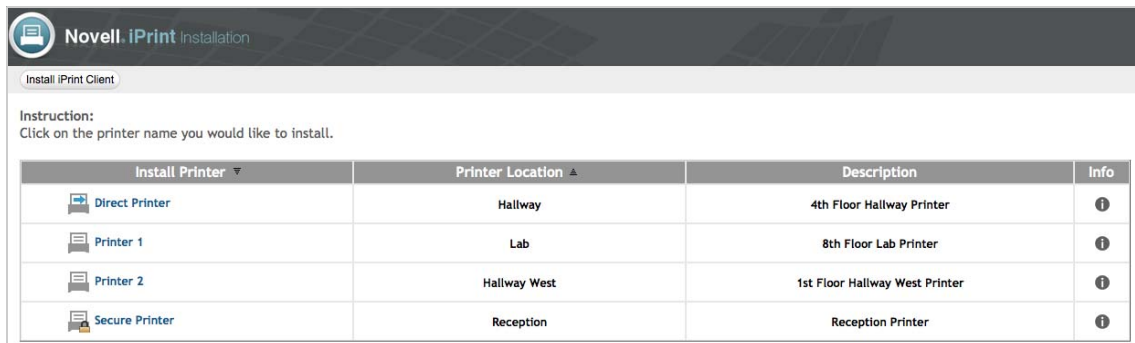 Novell. iPrint Installation
Install iPrint Client
Instruction:
Click on the printer name you would like to install.
Install Printer Printer Location Description Info
Direct Printer Hallway 4th Floor Hallway Printer
Printer 1 Lab 8th Floor Lab Printer
Printer 2 Hallway West 1st Floor Hallway West Printer
Secure Printer Reception Reception Printer